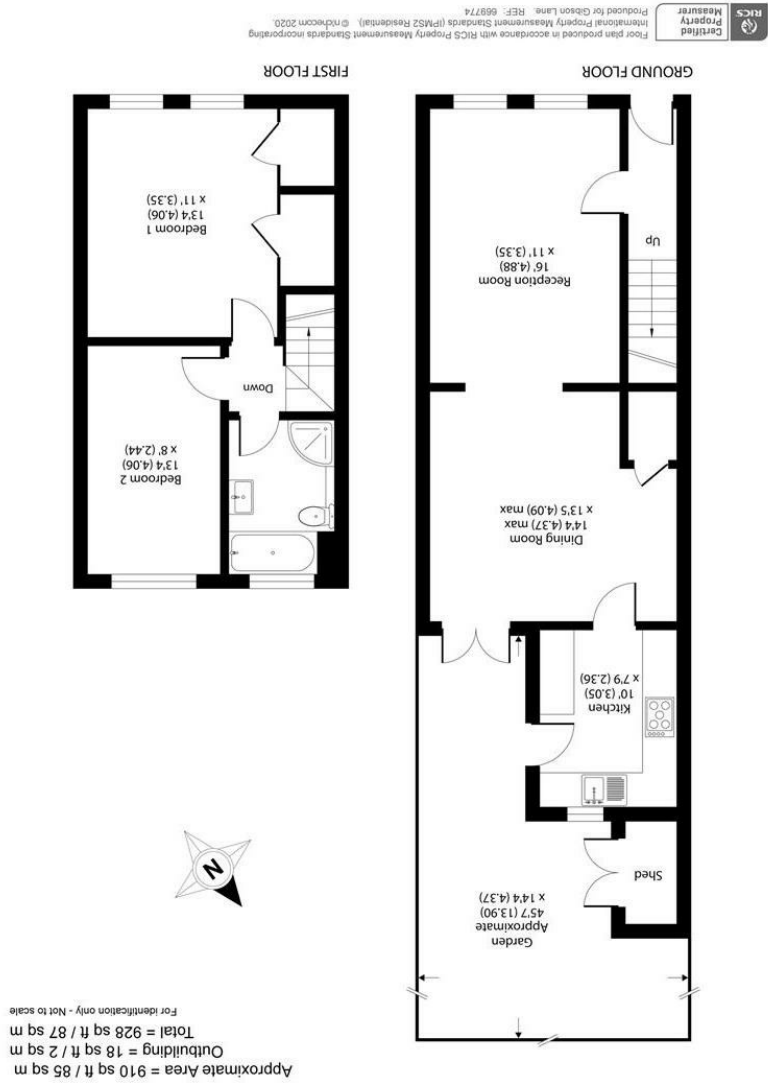 Approximate Area = 910 sq ft / 85 sq m
Outbuilding = 18 sq ft / 2 sq m
Total = 928 sq ft / 87 sq m
For identification only - Not to scale
N
Garden
Approximate
45'7 (13.90)
x 14'4 (4.37)
Shed
Kitchen
10' (3.05)
x 7'9 (2.36)
Dining Room
14'4 (4.37) max
x 13'5 (4.09) max
Reception Room
16' (4.88)
x 11' (3.35)
Up
GROUND FLOOR
Bedroom 2
13'4 (4.06)
x 8' (2.44)
Down
Bedroom 1
13'4 (4.06)
x 11' (3.35)
FIRST FLOOR
RICS
Certified
Property
Measurer
Floor plan produced in accordance with RICS Property Measurement Standards incorporating
International Property Measurement Standards (IPMS2 Residential). ©nichecom 2020.
Produced for Gibson Lane. REF: 669774